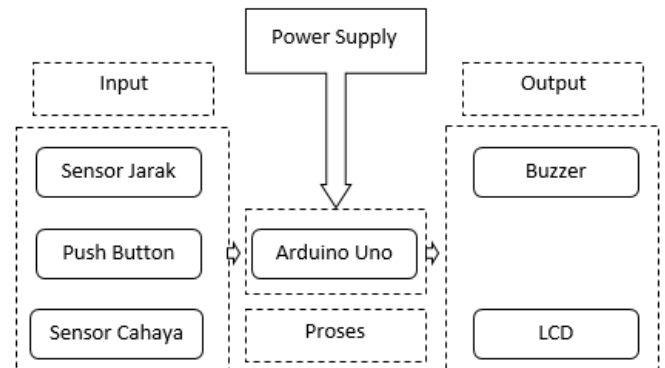 Power Supply
Input
Output
Sensor Jarak
Buzzer
Push Button
Arduino Uno
Sensor Cahaya
Proses
LCD